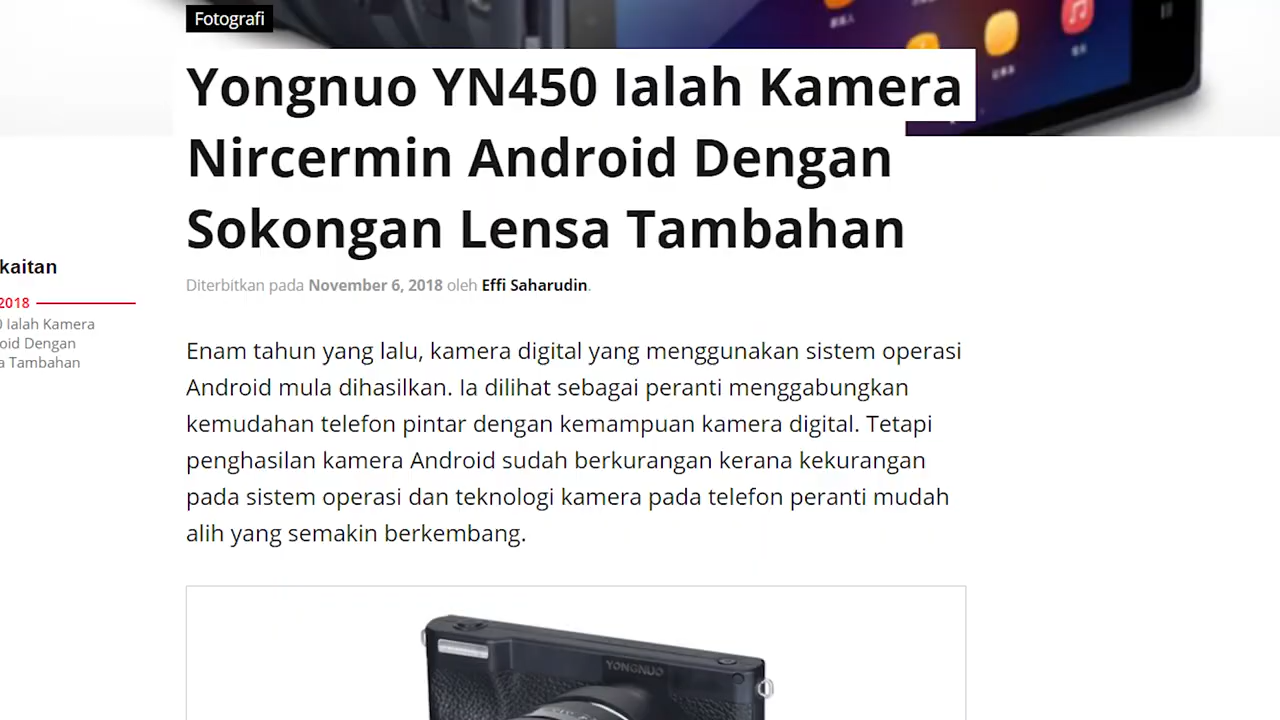 Fotografi
Yongnuo YN450 Ialah Kamera
Nircermin Android Dengan
Sokongan Lensa Tambahan
Diterbitkan pada November 6, 2018 oleh Effi Saharudin.
kaitan
2018
0 Ialah Kamera
oid Dengan
a Tambahan
Enam tahun yang lalu, kamera digital yang menggunakan sistem operasi
Android mula dihasilkan. Ia dilihat sebagai peranti menggabungkan
kemudahan telefon pintar dengan kemampuan kamera digital. Tetapi
penghasilan kamera Android sudah berkurangan kerana kekurangan
pada sistem operasi dan teknologi kamera pada telefon peranti mudah
alih yang semakin berkembang.
YONGNUO